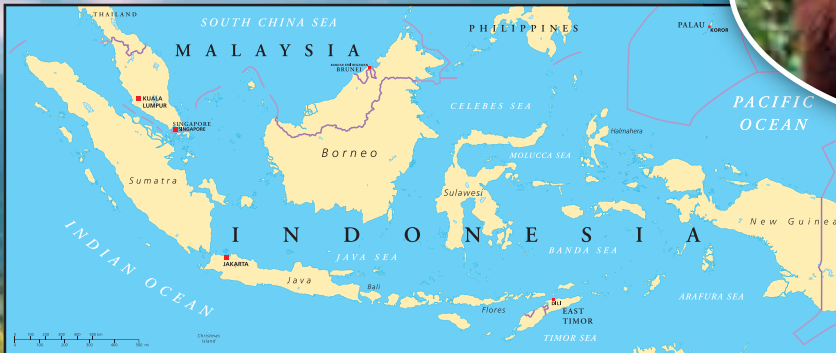 THAILAND
SOUTH CHINA SEA
PHILIPPINES
PALAU
KOROR
MALAYSIA
BRUNEI
KUALA
LUMPUR
PACIFIC
OCEAN
CELEBES SEA
SINGAPORE
SINGAPORE
Halmahera
Borneo
MOLUCCA SEA
Sumatra
Sulawesi
New Guinea
INDONESIA
INDIAN OCEAN
JAVA SEA
BANDA SEA
JAKARTA
Java
Bali
ARAFURA SEA
DILI
Flores
EAST
TIMOR
TIMOR SEA
Christmas
Island